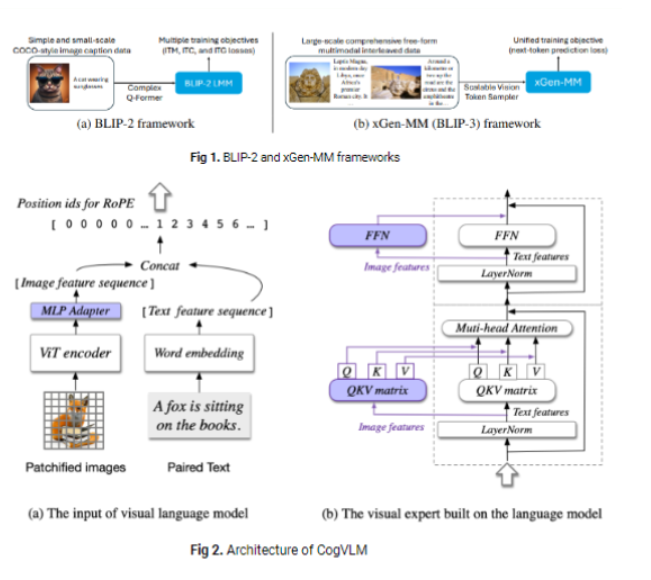 Simple and small-scale
COCO-style image caption data
Multiple training objectives
(ITM, ITC, and ITG losses)
A cat wearing
sunglasses
Complex
Q-Former
BLIP-2 LMM
(a) BLIP-2 framework
Large-scale comprehensive free-form
multimodal interleaved data
Unified training objective
(next-token prediction loss)
Leptis Magna,
in modern day
Libya, once
Africa's
premier
Roman city. It
Around a
kilometer or
two up the
road are the
and the
amphitheatre
in the...
Scalable Vision
Token Sampler
xGen-MM
(b) xGen-MM (BLIP-3) framework
Fig 1. BLIP-2 and xGen-MM frameworks
Position ids for RoPE
[ 0 0 0 0 0 ... 1 2 3 4 5 6 ... ]
Concat
[Image feature sequence]
MLP Adapter
[Text feature sequence]
ViT encoder
Word embedding
A fox is sitting
on the books.
Patchified images
Paired Text
(a) The input of visual language model
FFN
FFN
Image features
Text features
LayerNorm
Muti-head Attention
Q K V
Q K V
QKV matrix
QKV matrix
Image features
Text features
LayerNorm
(b) The visual expert built on the language model
Fig 2. Architecture of CogVLM